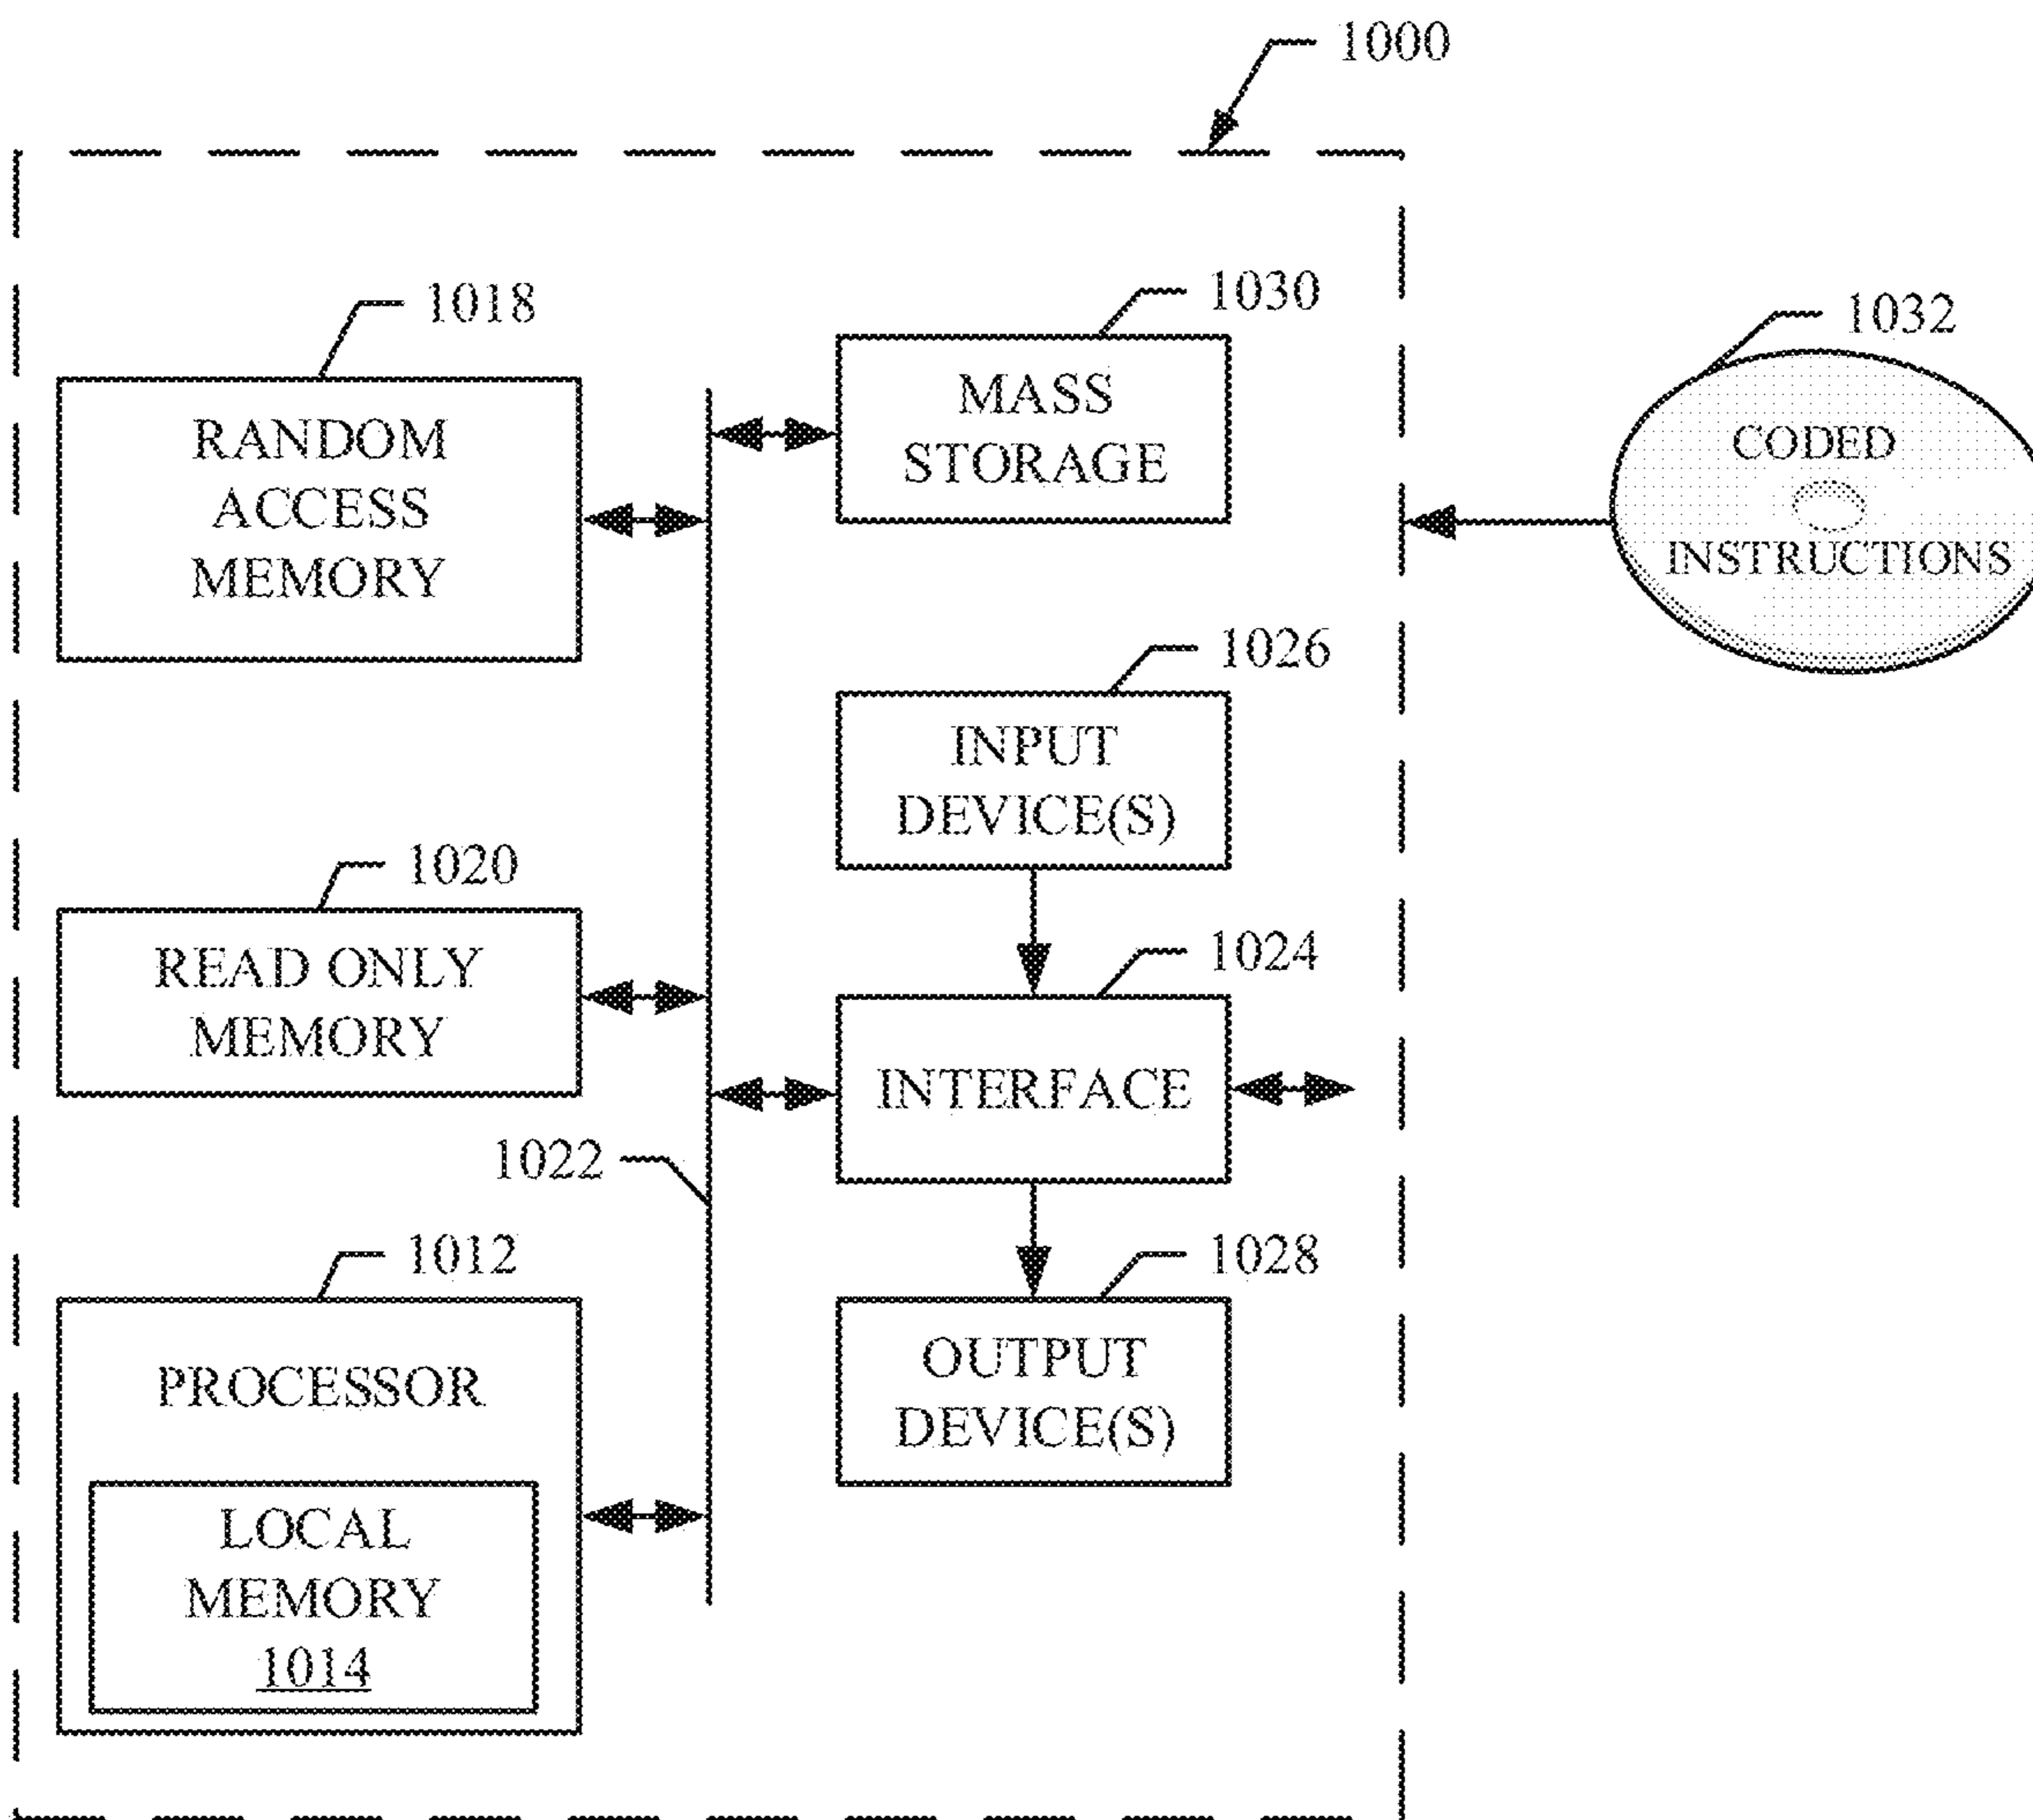 1000
1018
RANDOM
ACCESS
MEMORY
1030
MASS
STORAGE
1032
CODED
INSTRUCTIONS
1026
INPUT
DEVICE(S)
1020
READ ONLY
MEMORY
1024
INTERFACE
1022
1012
PROCESSOR
LOCAL
MEMORY
1014
1028
OUTPUT
DEVICE(S)